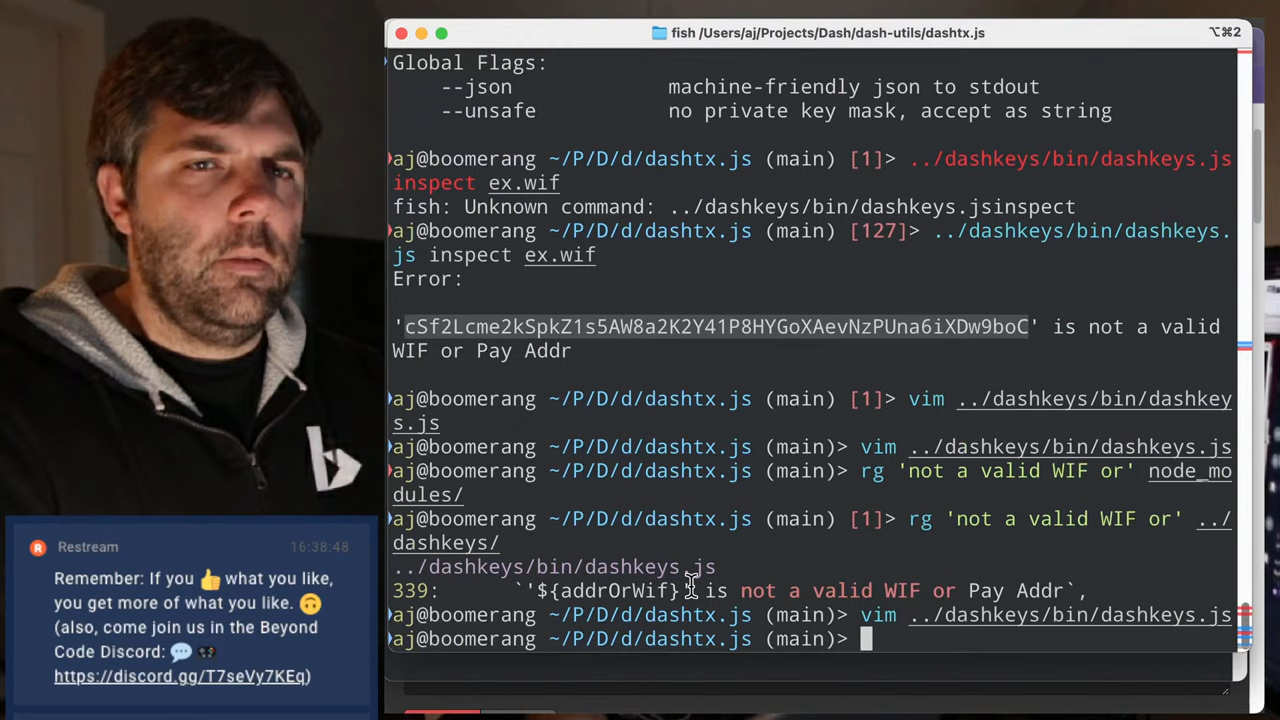 fish /Users/aj/Projects/Dash/dash-utils/dashtx.js
⌥⌘2
Global Flags:
--json machine-friendly json to stdout
--unsafe no private key mask, accept as string
aj@boomerang ~/P/D/d/dashtx.js (main) [1]> ../dashkeys/bin/dashkeys.js
inspect ex.wif
fish: Unknown command: ../dashkeys/bin/dashkeys.jsinspect
aj@boomerang ~/P/D/d/dashtx.js (main) [127]> ../dashkeys/bin/dashkeys.
js inspect ex.wif
Error:
'cSf2Lcme2kSpkZ1s5AW8a2K2Y41P8HYGoXAevNzPUna6iXDw9boC' is not a valid
WIF or Pay Addr
aj@boomerang ~/P/D/d/dashtx.js (main) [1]> vim ../dashkeys/bin/dashkey
s.js
aj@boomerang ~/P/D/d/dashtx.js (main)> vim ../dashkeys/bin/dashkeys.js
aj@boomerang ~/P/D/d/dashtx.js (main)> rg 'not a valid WIF or' node_mo
dules/
aj@boomerang ~/P/D/d/dashtx.js (main) [1]> rg 'not a valid WIF or' ../
dashkeys/
../dashkeys/bin/dashkeys.js
339: `'${addrOrWif}' is not a valid WIF or Pay Addr`,
aj@boomerang ~/P/D/d/dashtx.js (main)> vim ../dashkeys/bin/dashkeys.js
aj@boomerang ~/P/D/d/dashtx.js (main)>
b
R Restream 16:38:48
Remember: If you 👍 what you like,
you get more of what you like. 🙃
(also, come join us in the Beyond
Code Discord: 💬
https://discord.gg/T7seVy7KEq)